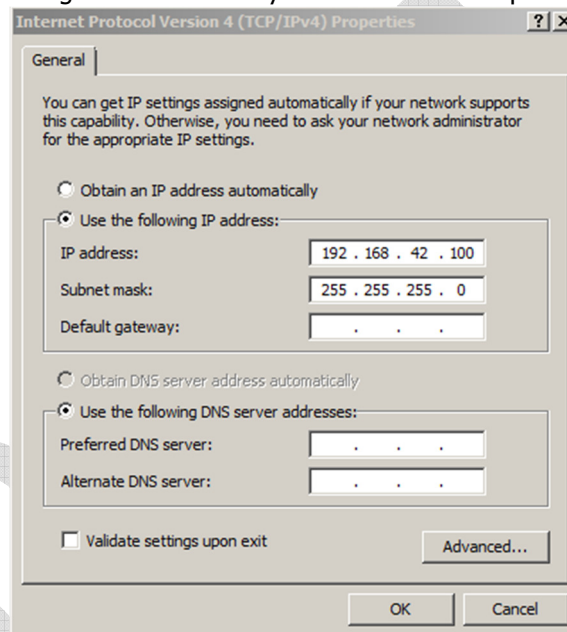 Internet Protocol Version 4 (TCP/IPv4) Properties
General
You can get IP settings assigned automatically if your network supports
this capability. Otherwise, you need to ask your network administrator
for the appropriate IP settings.
Obtain an IP address automatically
Use the following IP address:
IP address: 192 . 168 . 42 . 100
Subnet mask: 255 . 255 . 255 . 0
Default gateway: . . .
Obtain DNS server address automatically
Use the following DNS server addresses:
Preferred DNS server: . . .
Alternate DNS server: . . .
Validate settings upon exit
Advanced...
OK Cancel